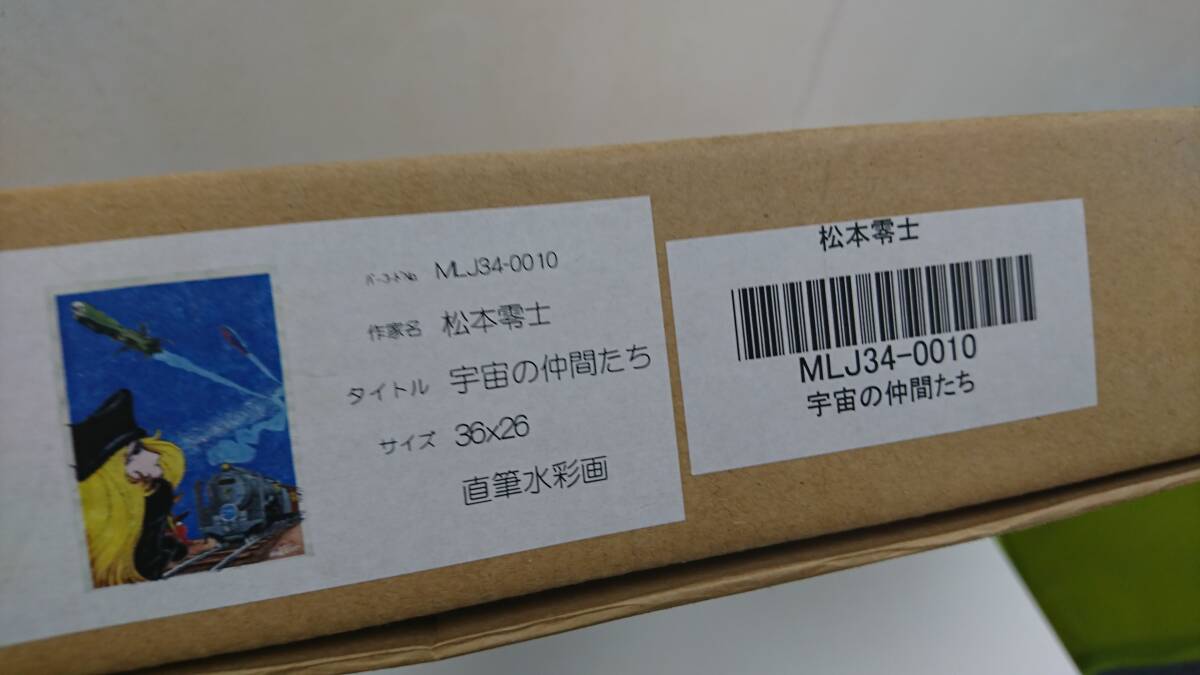 バーコードNo MLJ34-0010
作家名 松本零士
タイトル 宇宙の仲間たち
サイズ 36x26
直筆水彩画
松本零士
MLJ34-0010
宇宙の仲間たち